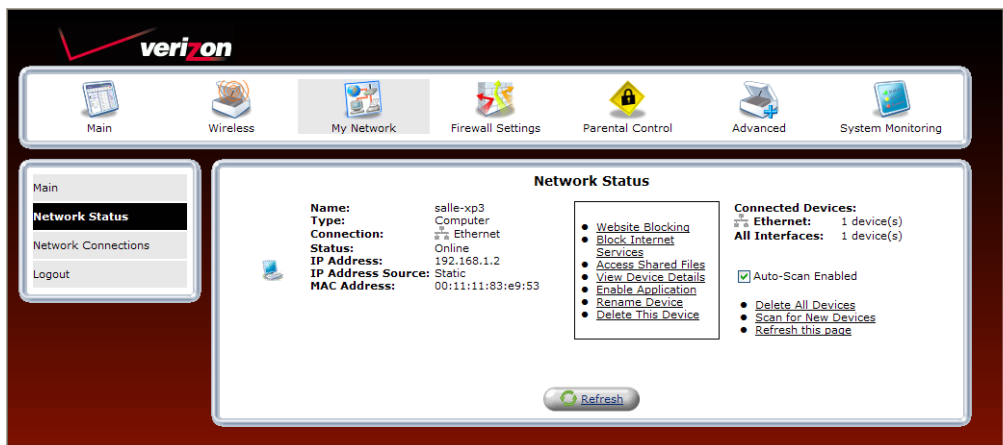 verizon
Main
Wireless
My Network
Firewall Settings
Parental Control
Advanced
System Monitoring
Main
Network Status
Network Connections
Logout
Network Status
Name: salle-xp3
Type: Computer
Connection: Ethernet
Status: Online
IP Address: 192.168.1.2
IP Address Source: Static
MAC Address: 00:11:11:83:e9:53
Website Blocking
Block Internet
Services
Access Shared Files
View Device Details
Enable Application
Rename Device
Delete This Device
Connected Devices:
Ethernet: 1 device(s)
All Interfaces: 1 device(s)
Auto-Scan Enabled
Delete All Devices
Scan for New Devices
Refresh this page
Refresh